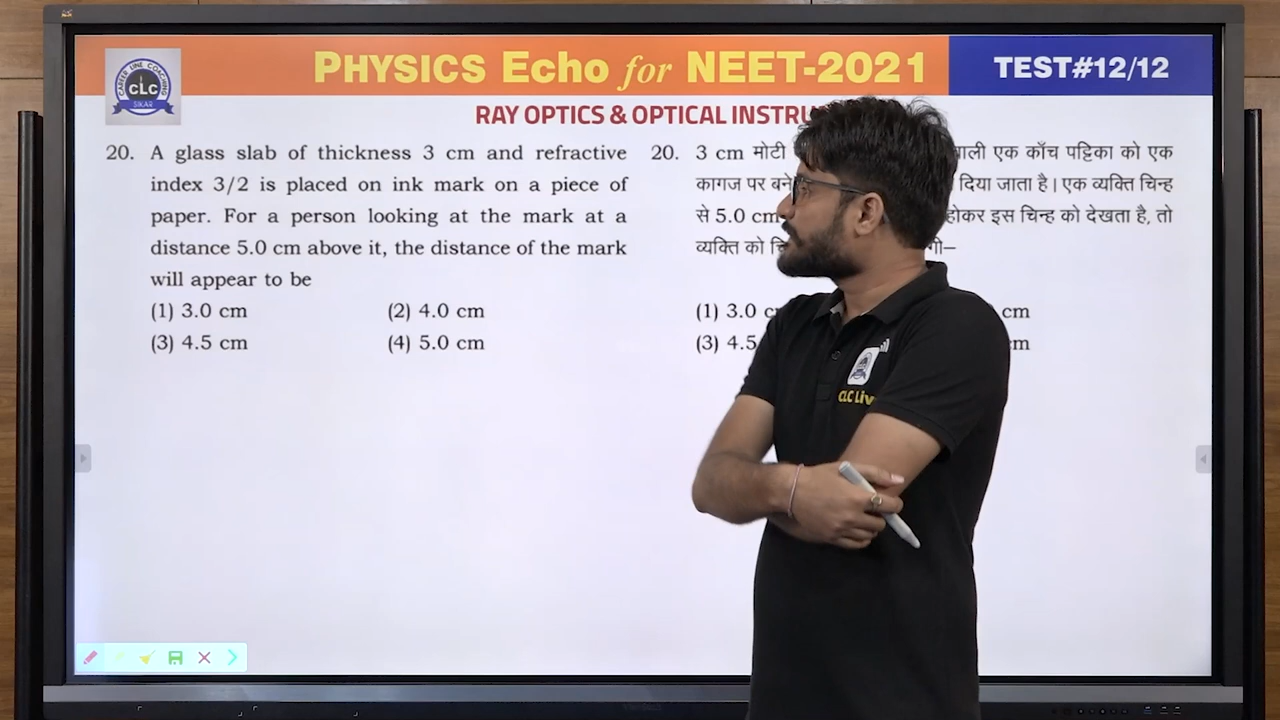 PHYSICS Echo for NEET-2021
TEST#12/12
CAREER LINE COACHING
CLC
SIKAR
RAY OPTICS & OPTICAL
20. A glass slab of thickness 3 cm and refractive
index 3/2 is placed on ink mark on a piece of
paper. For a person looking at the mark at a
distance 5.0 cm above it, the distance of the mark
will appear to be
(1) 3.0 cm (2) 4.0 cm
(3) 4.5 cm (4) 5.0 cm
20. 3 cm मोटी वाली एक काँच पट्टिका को एक
कागज पर बने दिया जाता है। एक व्यक्ति चिन्ह
से 5.0 cm होकर इस चिन्ह को देखता है, तो
व्यक्ति को
(1) 3.0 cm
(3) 4.5 cm
CLC Live